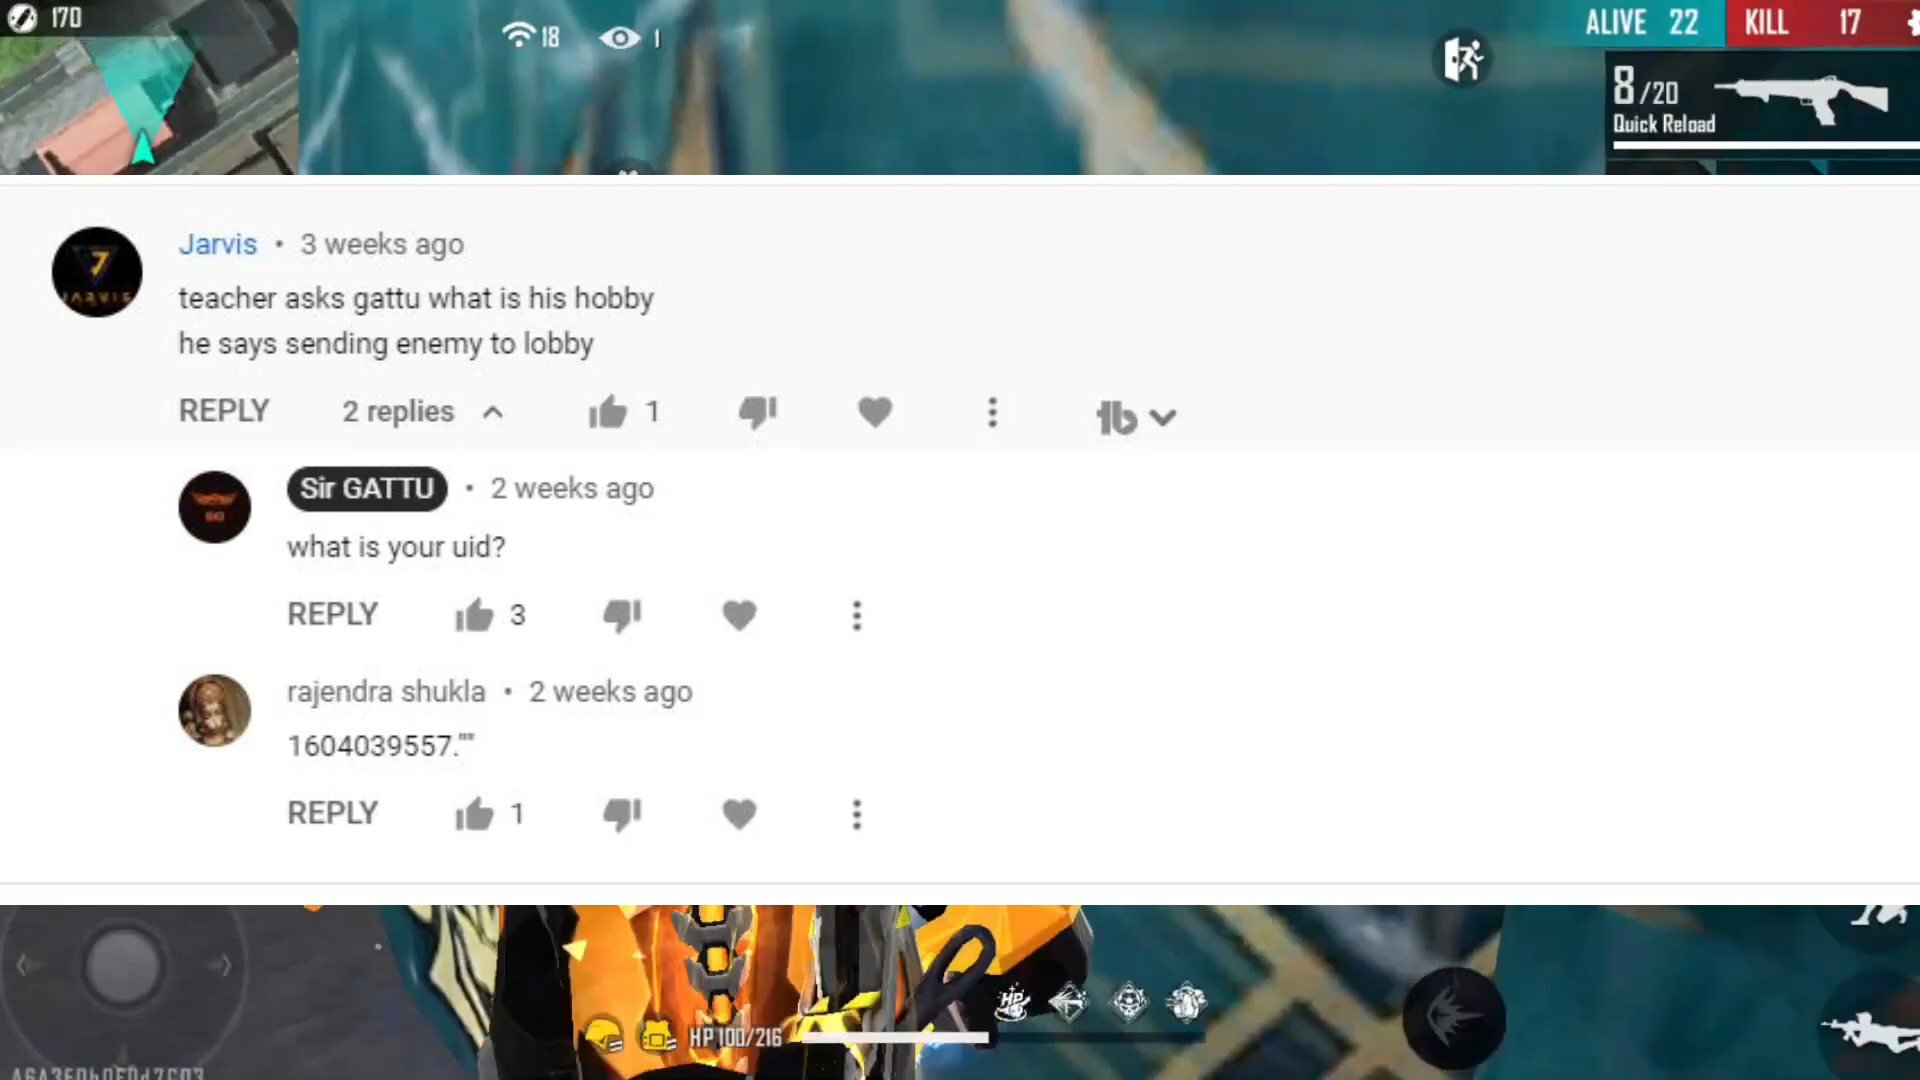 170
18
1
ALIVE 22
KILL 17
8/20
Quick Reload
JARVIS
Jarvis • 3 weeks ago
teacher asks gattu what is his hobby
he says sending enemy to lobby
REPLY 2 replies 1
Sir GATTU • 2 weeks ago
what is your uid?
REPLY 3
rajendra shukla • 2 weeks ago
1604039557.""
REPLY 1
HP
HP 100/216